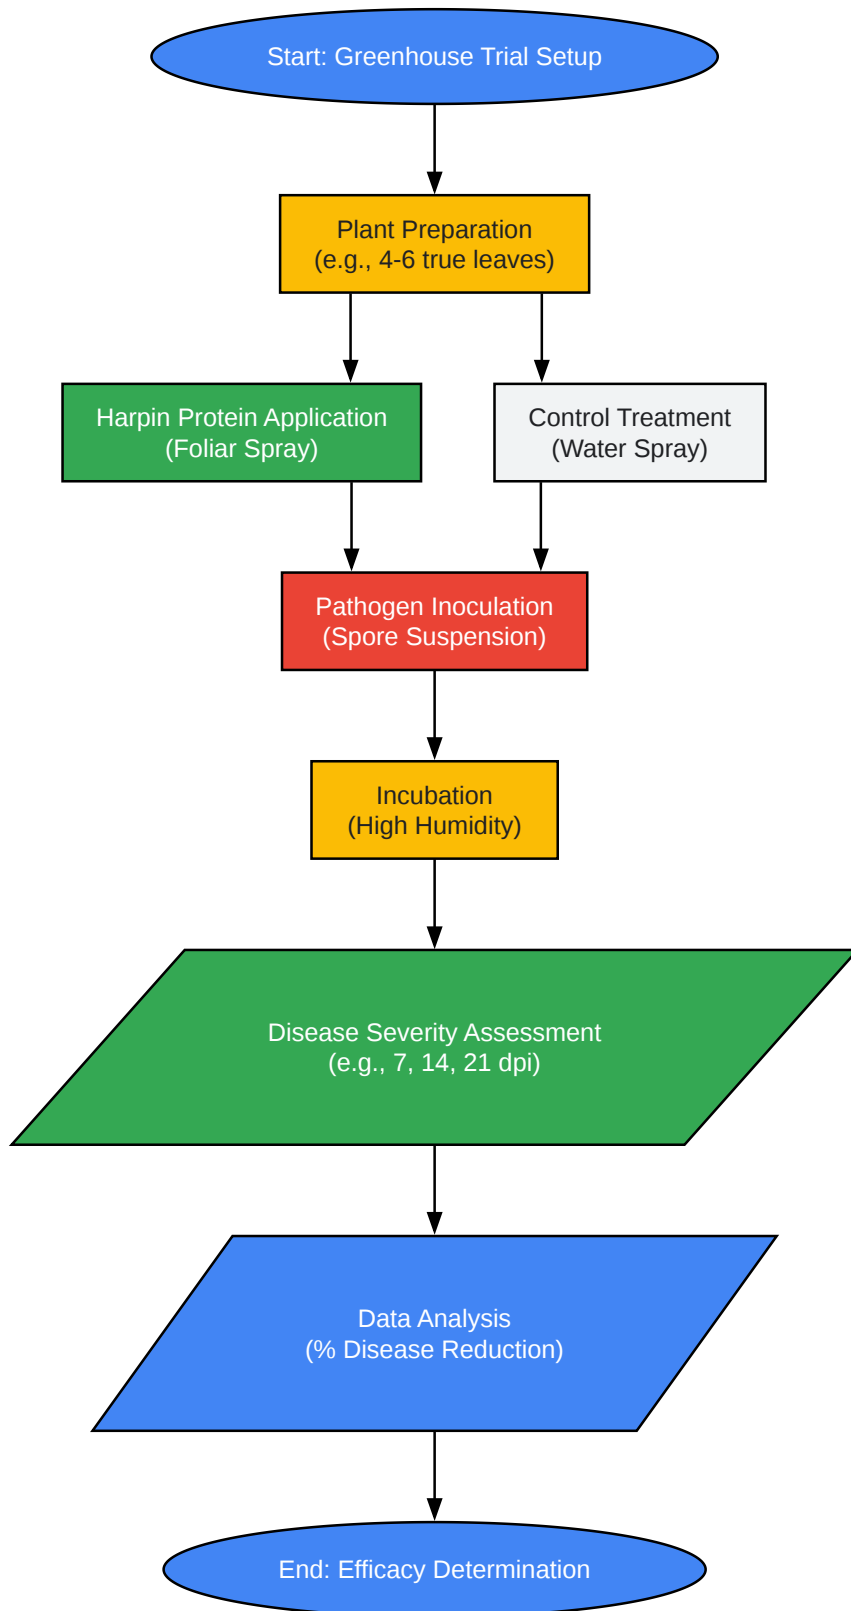 Start: Greenhouse Trial Setup
Plant Preparation
(e.g., 4-6 true leaves)
Harpin Protein Application
(Foliar Spray)
Control Treatment
(Water Spray)
Pathogen Inoculation
(Spore Suspension)
Incubation
(High Humidity)
Disease Severity Assessment
(e.g., 7, 14, 21 dpi)
Data Analysis
(% Disease Reduction)
End: Efficacy Determination